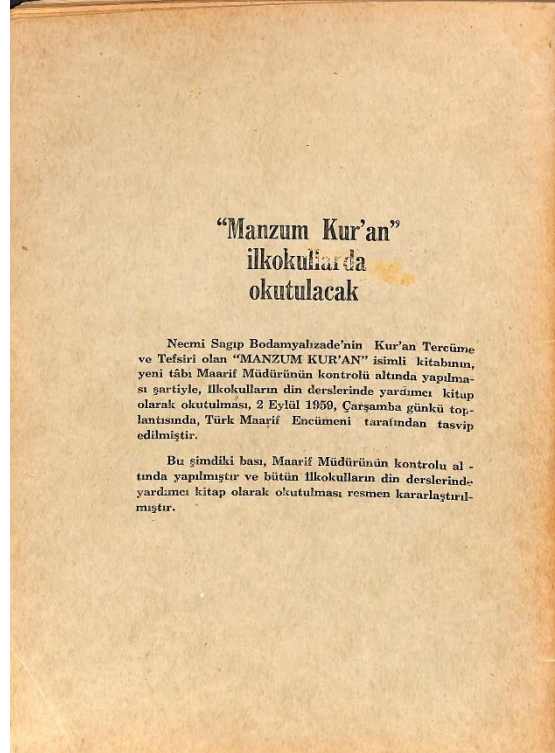 “Manzum Kur’an”
ilkokullarda
okutulacak
Necmi Sagıp Bodamyalızade’nin Kur’an Tercüme
ve Tefsiri olan “MANZUM KUR’AN” isimli kitabının,
yeni tâbı Maarif Müdürünün kontrolü altında yapılma-
sı şartiyle, İlkokulların din derslerinde yardımcı kitap
olarak okutulması, 2 Eylül 1959, Çarşamba günkü top-
lantısında, Türk Maarif Encümeni tarafından tasvip
edilmiştir.
Bu şimdiki bası, Maarif Müdürünün kontrolu al -
tında yapılmıştır ve bütün İlkokulların din derslerinde
yardımcı kitap olarak okutulması resmen kararlaştırıl-
mıştır.